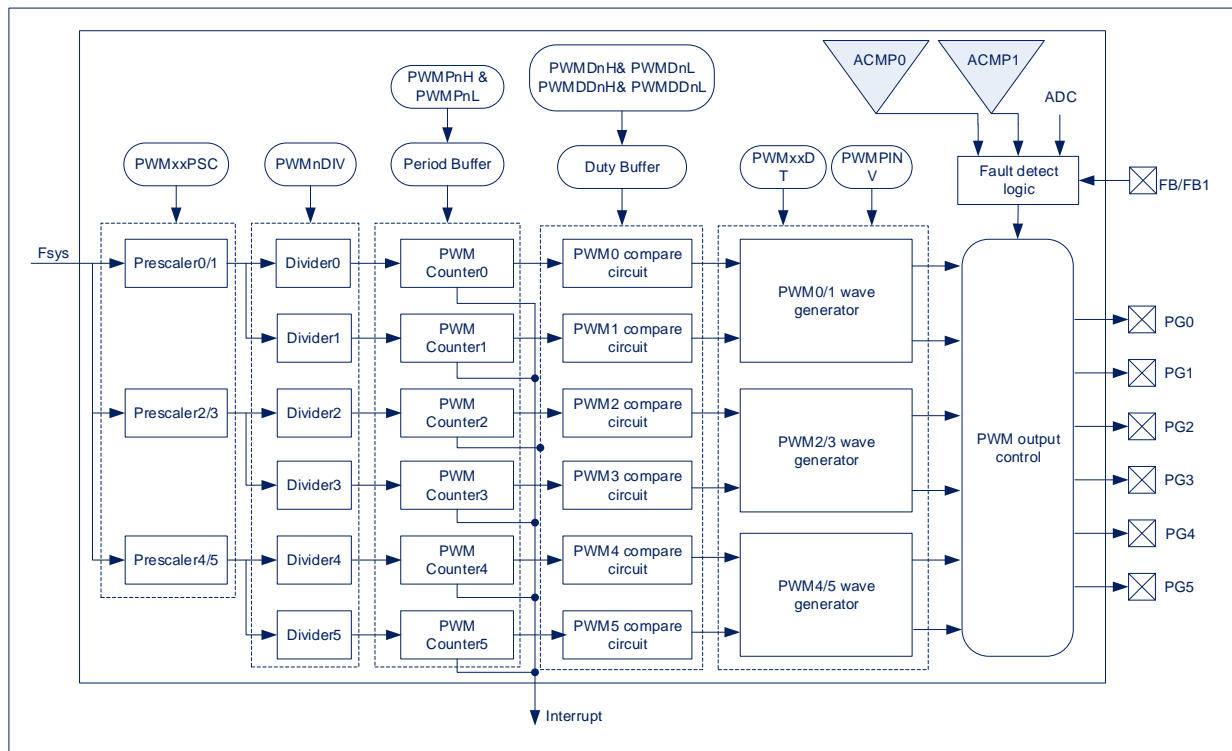 ACMP0
ACMP1
ADC
PWMPnH &
PWMPnL
PWMDnH& PWMDnL
PWMDDnH& PWMDDnL
PWMxxPSC
PWMnDIV
Period Buffer
Duty Buffer
PWMxxD
T
PWMPIN
V
Fault detect
logic
FB/FB1
Fsys
Prescaler0/1
Divider0
PWM
Counter0
PWM0 compare
circuit
PWM0/1 wave
generator
Divider1
PWM
Counter1
PWM1 compare
circuit
Prescaler2/3
Divider2
PWM
Counter2
PWM2 compare
circuit
PWM2/3 wave
generator
Divider3
PWM
Counter3
PWM3 compare
circuit
Prescaler4/5
Divider4
PWM
Counter4
PWM4 compare
circuit
PWM4/5 wave
generator
Divider5
PWM
Counter5
PWM5 compare
circuit
PWM output
control
PG0
PG1
PG2
PG3
PG4
PG5
Interrupt